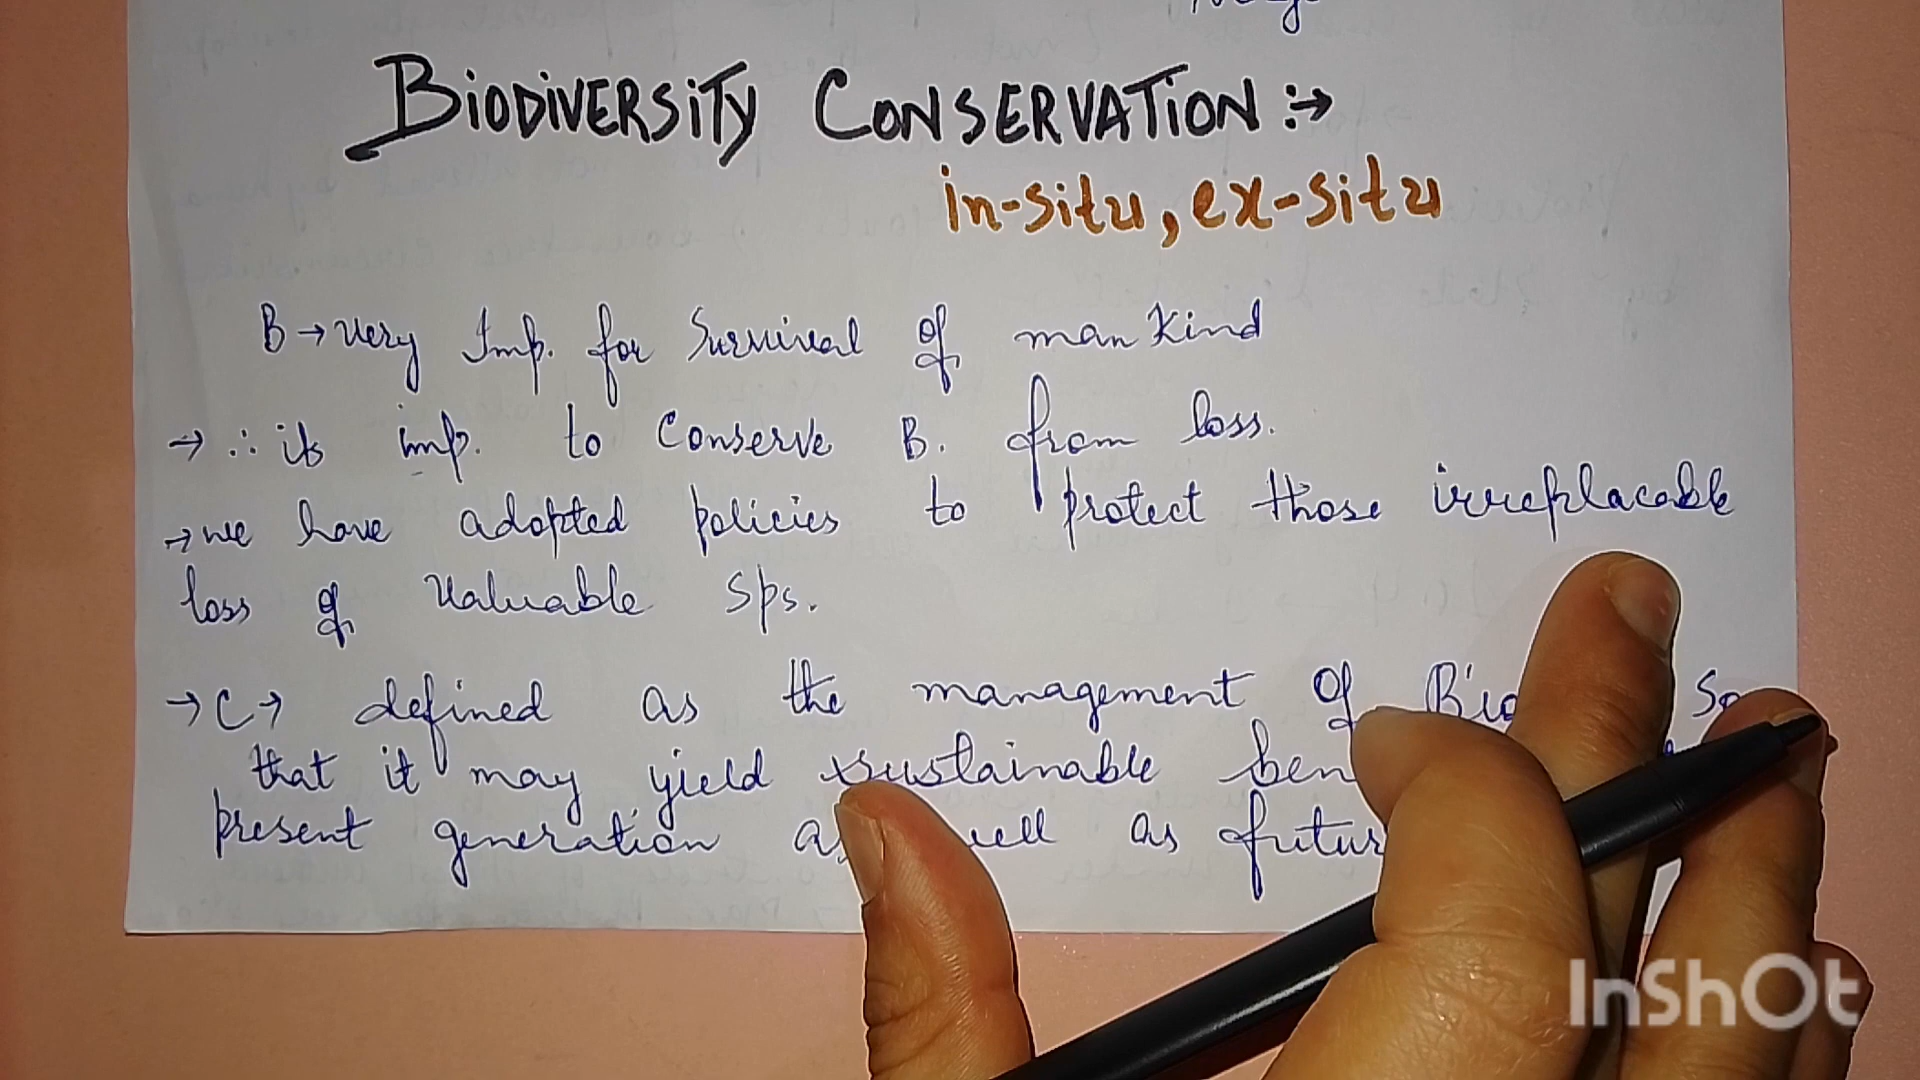 BIODIVERSITY CONSERVATION :→
in-situ, ex-situ
B → very Imp. for Survival of mankind
→ ∴ its imp. to Conserve B. from loss.
→ we have adopted policies to protect those irreplacable
loss of valuable sps.
→ C → defined as the management of so
that it may yield sustainable
present generation as well as
InShOt